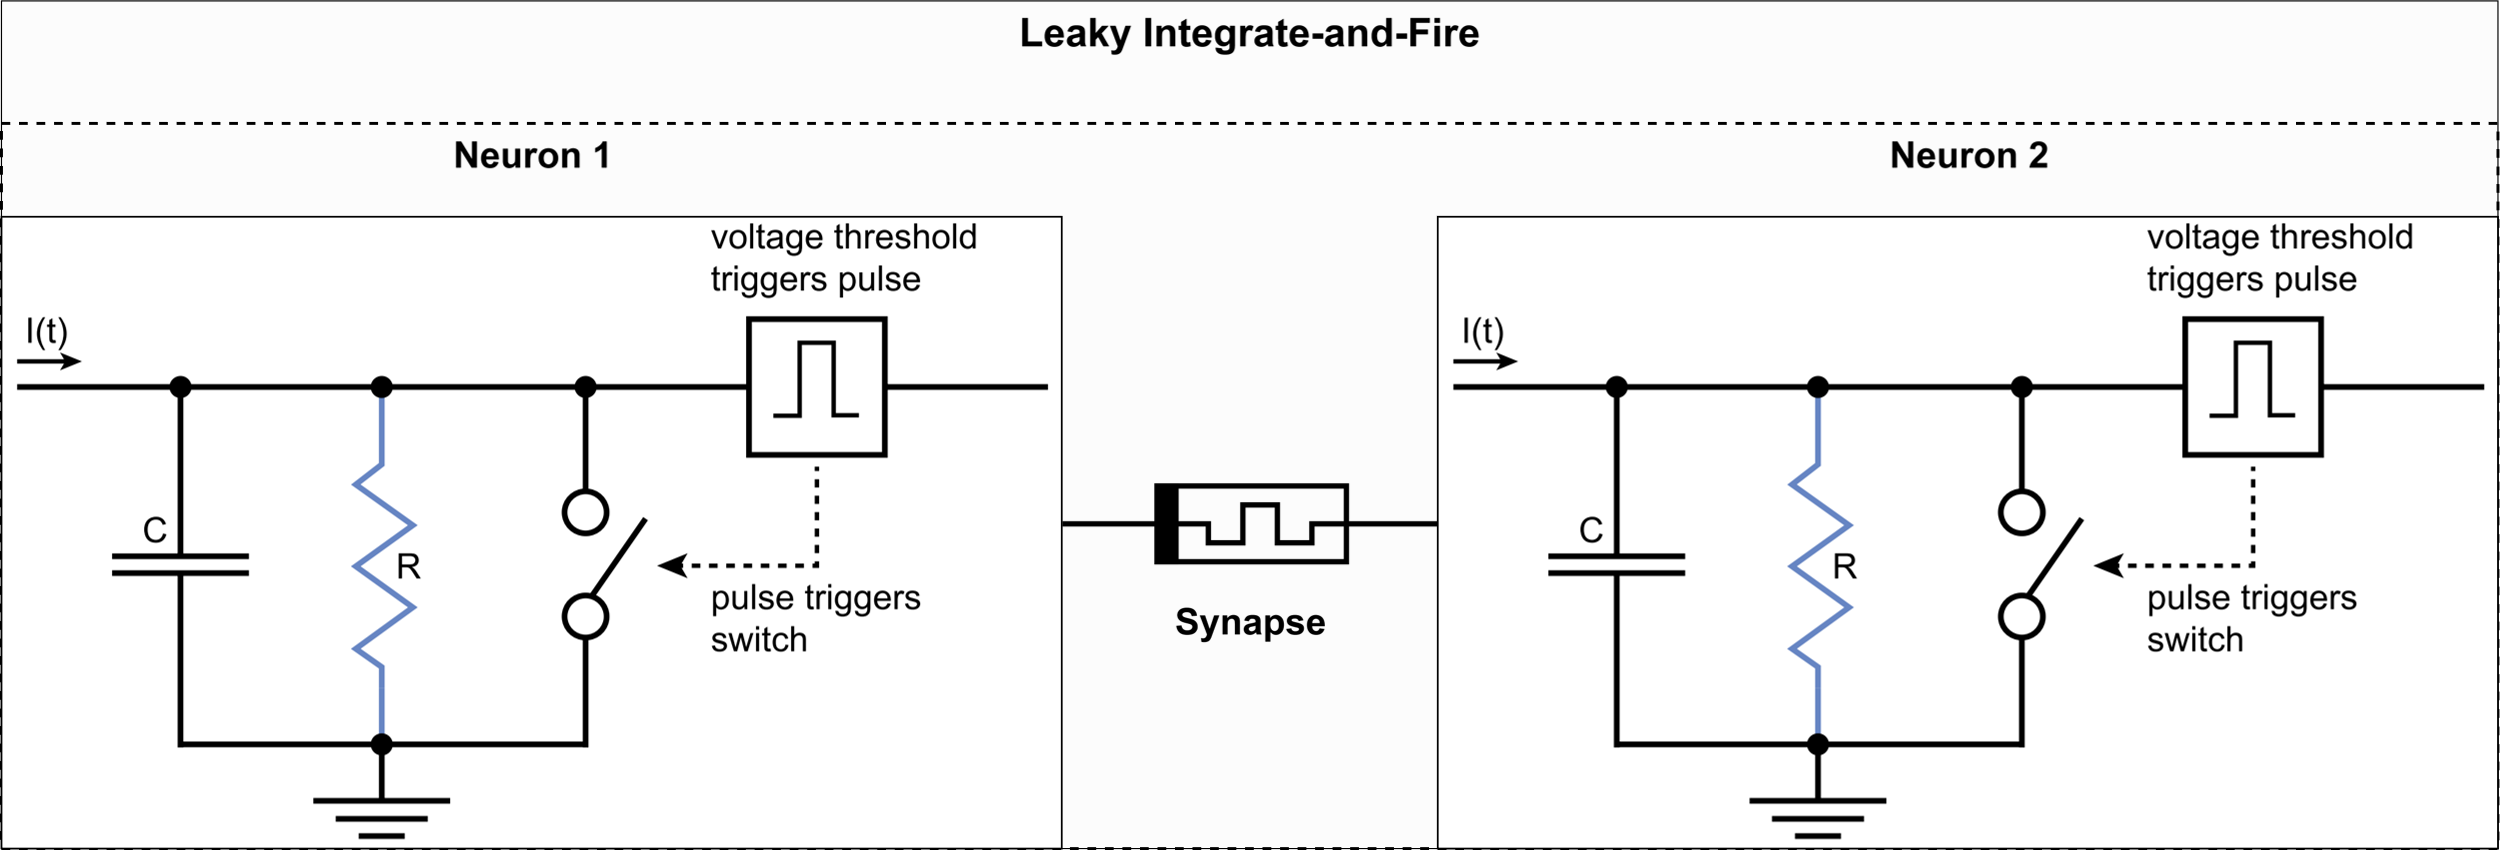 Leaky Integrate-and-Fire
Neuron 1
voltage threshold
triggers pulse
I(t)
C
R
pulse triggers
switch
Synapse
Neuron 2
voltage threshold
triggers pulse
I(t)
C
R
pulse triggers
switch